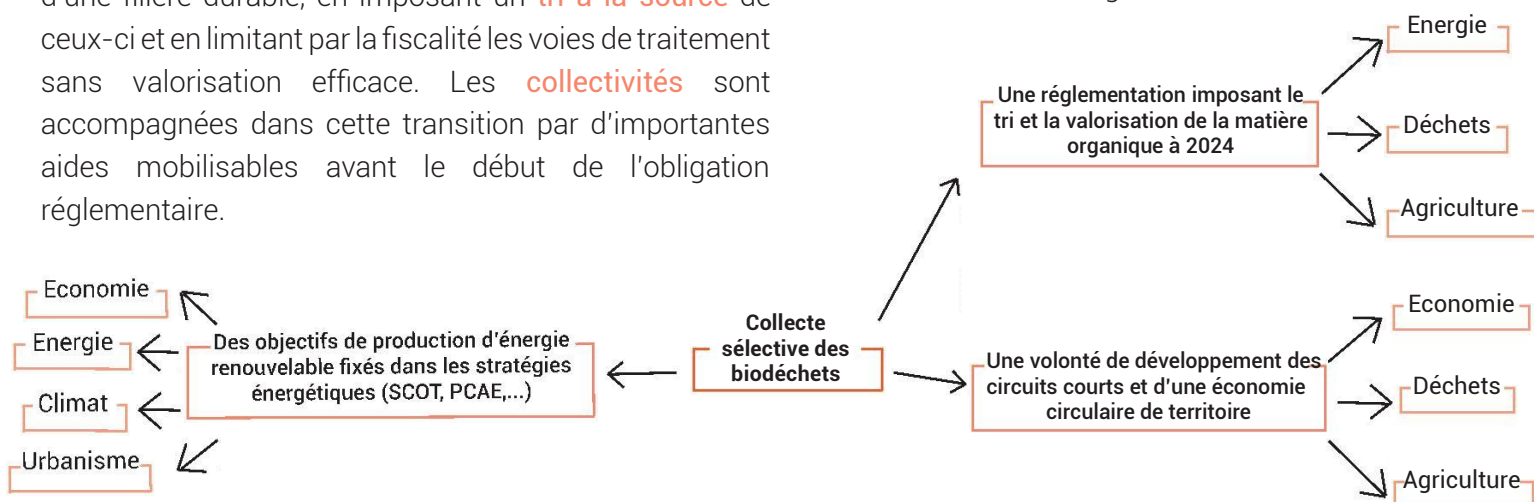 d'une filière durable, en imposant un tri à la source de
ceux-ci et en limitant par la fiscalité les voies de traitement
sans valorisation efficace. Les collectivités sont
accompagnées dans cette transition par d'importantes
aides mobilisables avant le début de l'obligation
réglementaire.
Economie
Energie
Climat
Urbanisme
Des objectifs de production d'énergie
renouvelable fixés dans les stratégies
énergétiques (SCOT, PCAE,...)
Collecte
sélective des
biodéchets
Une réglementation imposant le
tri et la valorisation de la matière
organique à 2024
Energie
Déchets
Agriculture
Une volonté de développement des
circuits courts et d'une économie
circulaire de territoire
Economie
Déchets
Agriculture